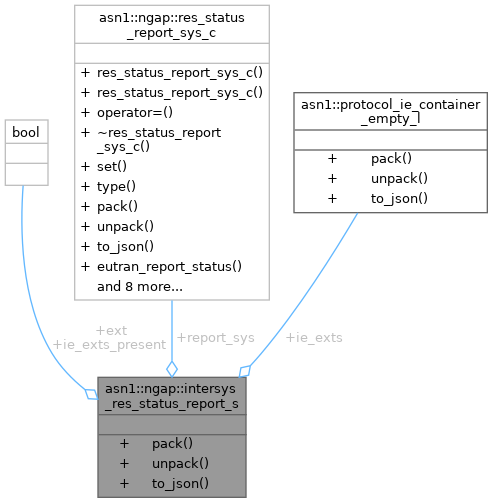 asn1::ngap::res_status
_report_sys_c
+ res_status_report_sys_c()
+ res_status_report_sys_c()
+ operator=()
+ ~res_status_report
_sys_c()
+ set()
+ type()
+ pack()
+ unpack()
+ to_json()
+ eutran_report_status()
and 8 more...
bool
asn1::protocol_ie_container
_empty_l
+ pack()
+ unpack()
+ to_json()
+ext
+ie_exts_present
+report_sys
+ie_exts
asn1::ngap::intersys
_res_status_report_s
+ pack()
+ unpack()
+ to_json()